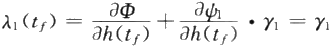 λ₁(t_f) = ∂Φ/∂h(t_f) + ∂ψ₁/∂h(t_f) • γ₁ = γ₁